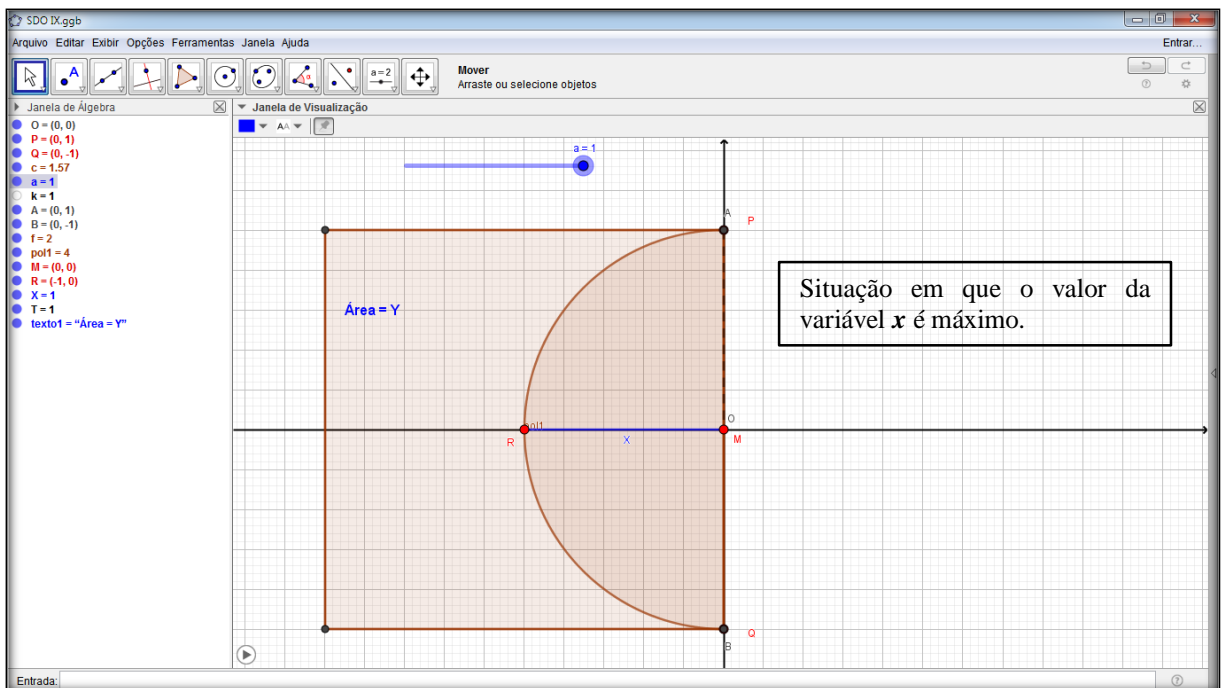 SDO IX.ggb
Arquivo Editar Exibir Opções Ferramentas Janela Ajuda
Entrar...
A
α
a=2
Mover
Arraste ou selecione objetos
Janela de Álgebra
Janela de Visualização
AA
O = (0, 0)
P = (0, 1)
Q = (0, -1)
c = 1.57
a = 1
k = 1
A = (0, 1)
B = (0, -1)
f = 2
pol1 = 4
M = (0, 0)
R = (-1, 0)
X = 1
T = 1
texto1 = “Área = Y”
a = 1
A
P
Área = Y
Situação em que o valor da
variável x é máximo.
pol1
O
R
X
M
Q
B
Entrada: